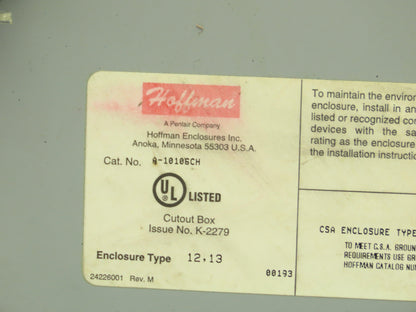 Hoffman
A Pentair Company
Hoffman Enclosures Inc.
Anoka, Minnesota 55303 U.S.A.
Cat. No. A-10106CH
UL LISTED
Cutout Box
Issue No. K-2279
Enclosure Type 12,13
24226001 Rev. M
00193
To maintain the environ
enclosure, install in an
listed or recognized co
devices with the sa
rating as the enclosure
the installation instruction
CSA ENCLOSURE TYPE
TO MEET C.S.A. GROUN
REQUIREMENTS USE GR
HOFFMAN CATALOG NU